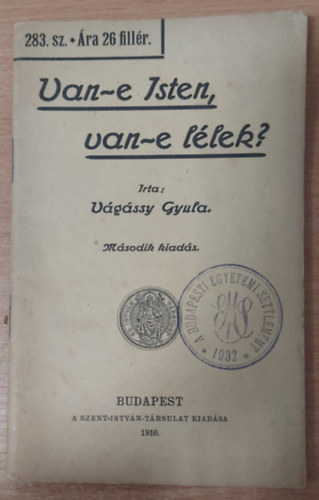 283. sz. • Ára 26 fillér.
Van-e Isten,
van-e lélek?
Irta:
Vágássy Gyula.
Második kiadás.
A BUDAPESTI EGYETEMI SETTLEMENT
* 1932 *
BUDAPEST
A SZENT-ISTVÁN-TÁRSULAT KIADÁSA
1916.